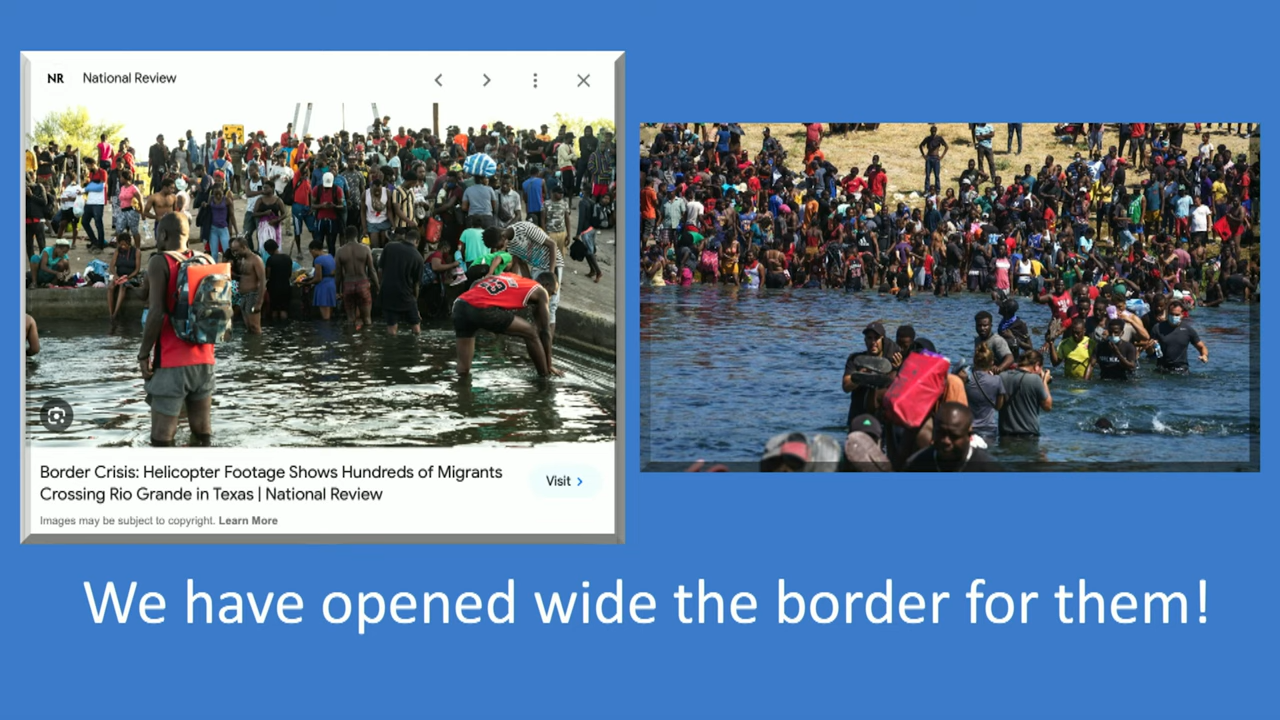 NR National Review
Border Crisis: Helicopter Footage Shows Hundreds of Migrants
Crossing Rio Grande in Texas | National Review
Visit >
Images may be subject to copyright. Learn More
We have opened wide the border for them!